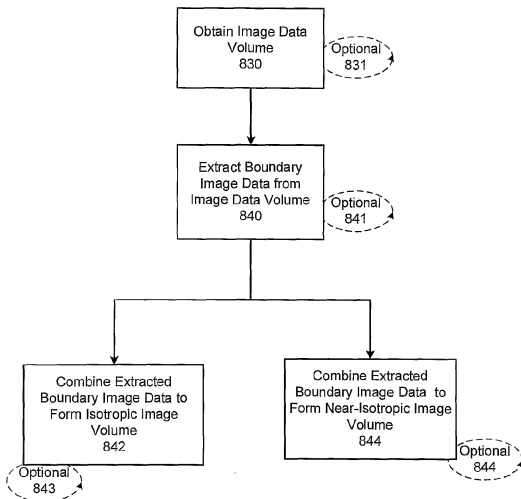 Obtain Image Data
Volume
830
Optional
831
Extract Boundary
Image Data from
Image Data Volume
840
Optional
841
Combine Extracted
Boundary Image Data to
Form Isotropic Image
Volume
842
Optional
843
Combine Extracted
Boundary Image Data to
Form Near-Isotropic Image
Volume
844
Optional
844